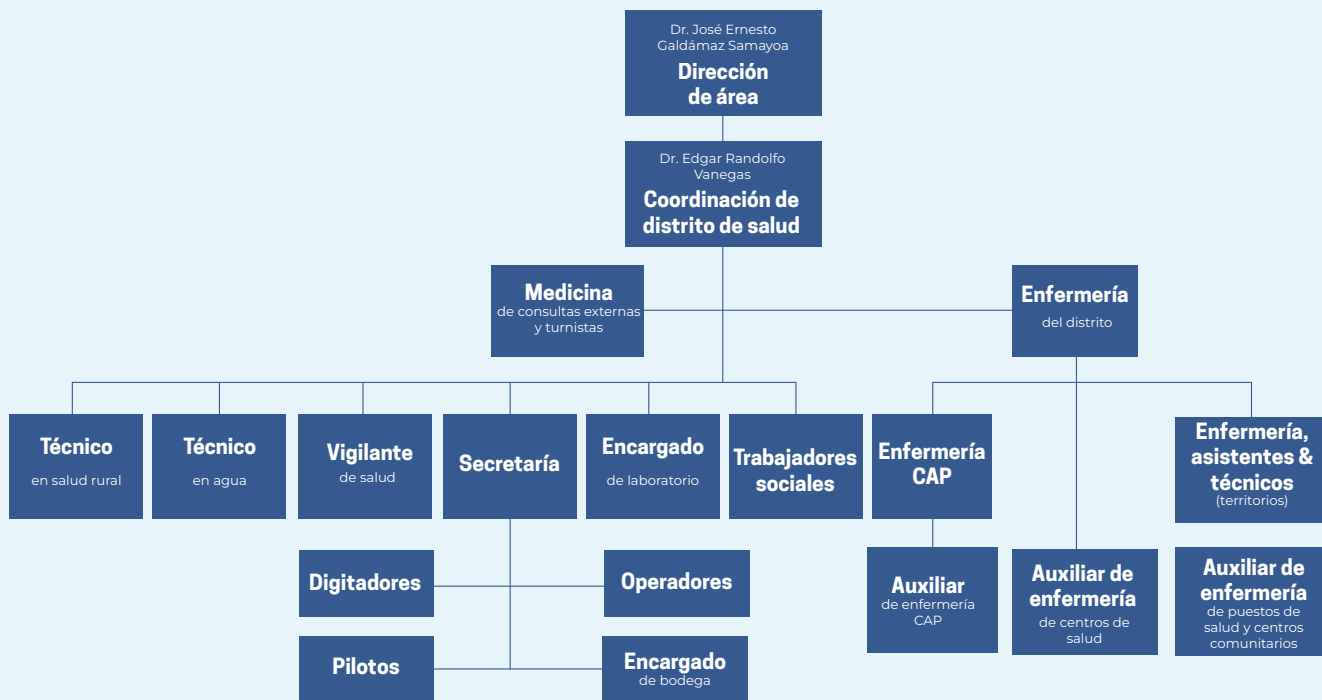 Dr. José Ernesto
Galdámaz Samayoa
Dirección
de área
Dr. Edgar Randolfo
Vanegas
Coordinación de
distrito de salud
Medicina
de consultas externas
y turnistas
Enfermería
del distrito
Técnico
en salud rural
Técnico
en agua
Vigilante
de salud
Secretaría
Encargado
de laboratorio
Trabajadores
sociales
Enfermería
CAP
Enfermería,
asistentes &
técnicos
(territorios)
Digitadores
Operadores
Pilotos
Encargado
de bodega
Auxiliar
de enfermería
CAP
Auxiliar de
enfermería
de centros de
salud
Auxiliar de
enfermería
de puestos de
salud y centros
comunitarios